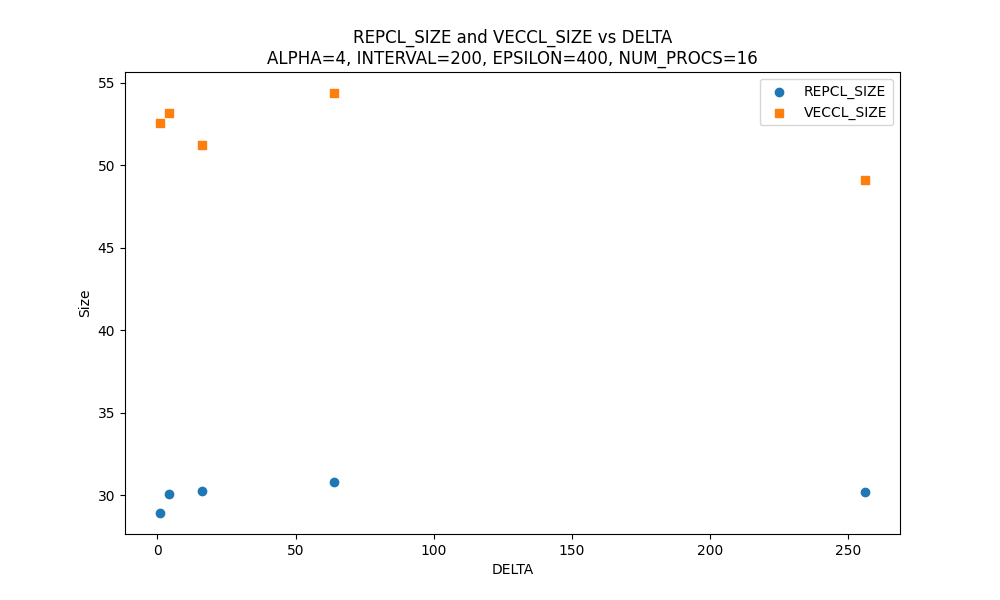 REPCL_SIZE and VECCL_SIZE vs DELTA
ALPHA=4, INTERVAL=200, EPSILON=400, NUM_PROCS=16
REPCL_SIZE
VECCL_SIZE
Size
55
50
45
40
35
30
0
50
100
150
200
250
DELTA